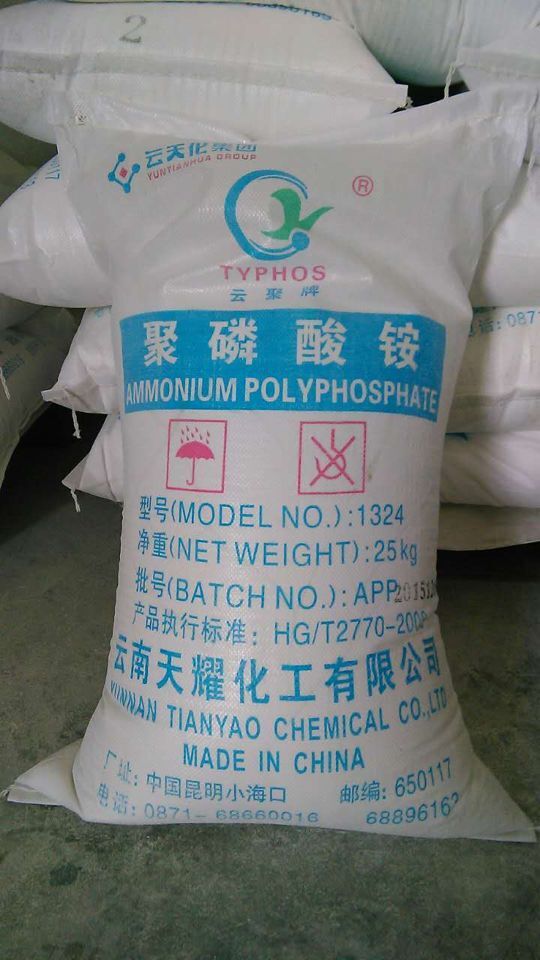 2
云天化集团
YUNTIANHUA GROUP
®
TYPHOS
云聚牌
聚磷酸铵
AMMONIUM POLYPHOSPHATE
型号(MODEL NO.):1324
净重(NET WEIGHT):25kg
批号(BATCH NO.):APP
产品执行标准: HG/T2770-
云南天耀化工有限公司
YUNNAN TIANYAO CHEMICAL CO.,LTD
MADE IN CHINA
厂址:中国昆明小海口 邮编: 650117
电话:0871-
电话: 0871